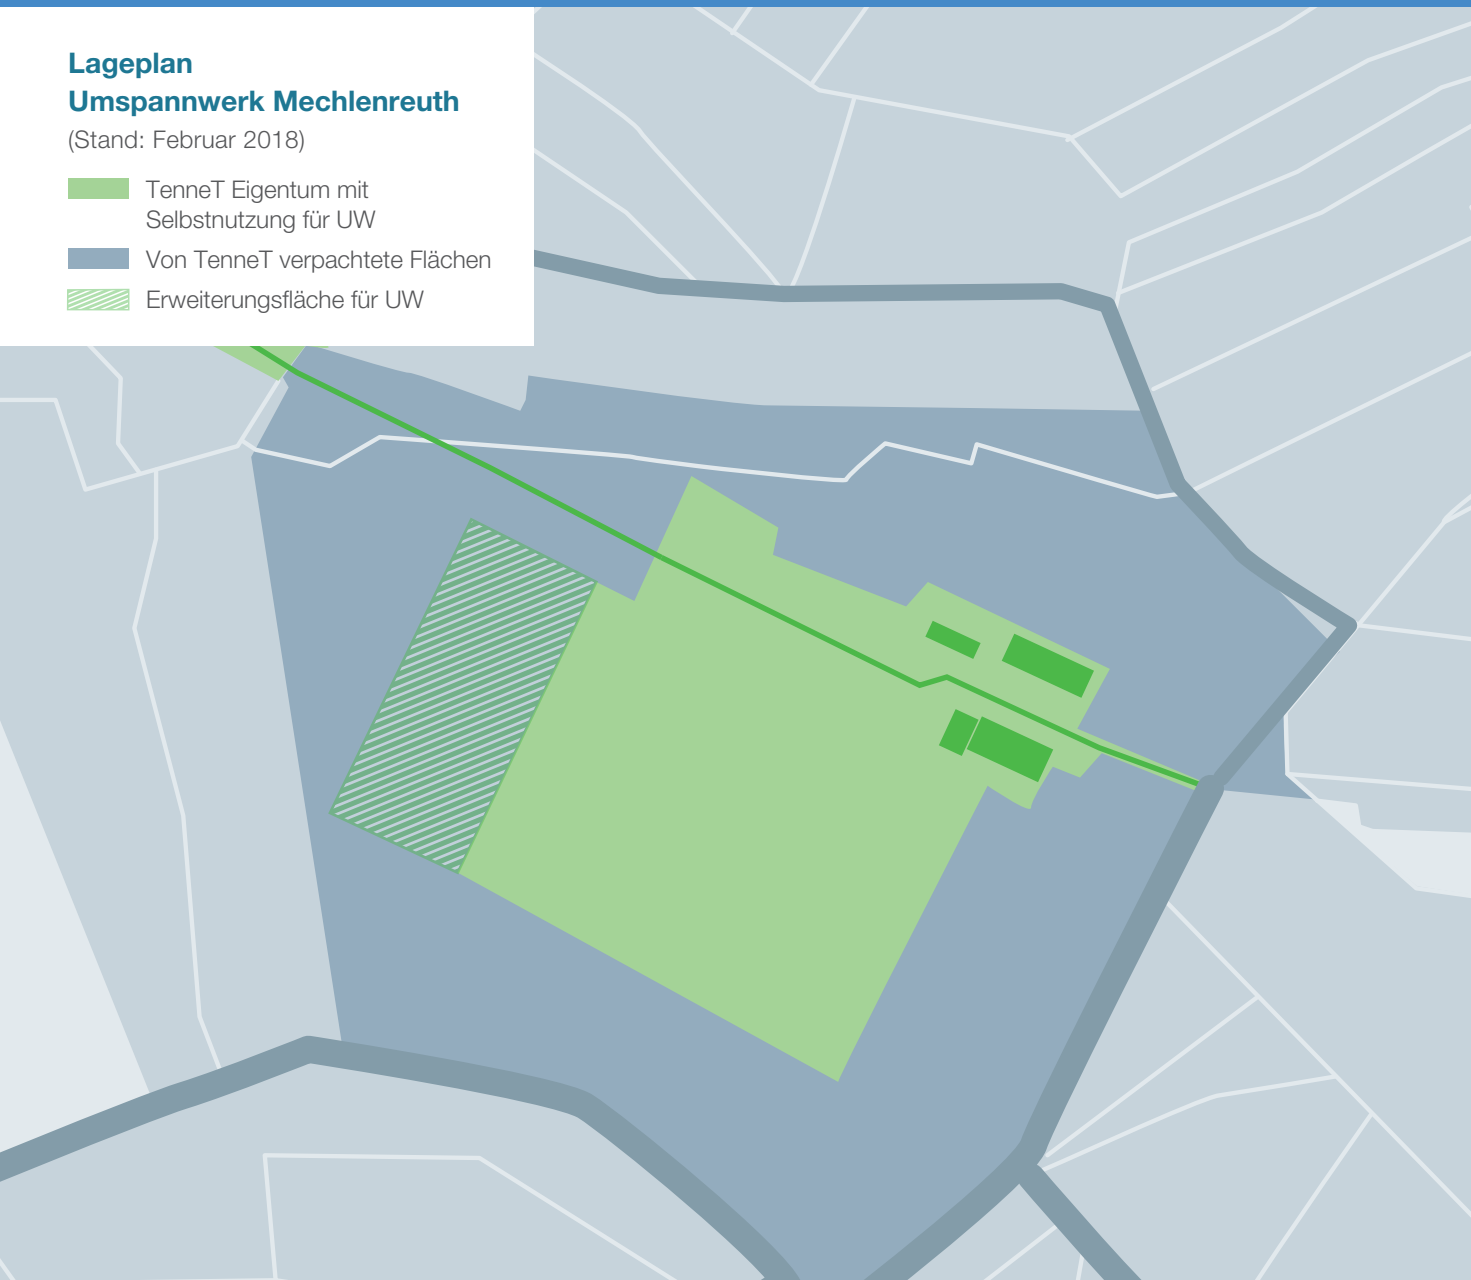 Lageplan
Umspannwerk Mechlenreuth
(Stand: Februar 2018)
TenneT Eigentum mit
Selbstnutzung für UW
Von TenneT verpachtete Flächen
Erweiterungsfläche für UW